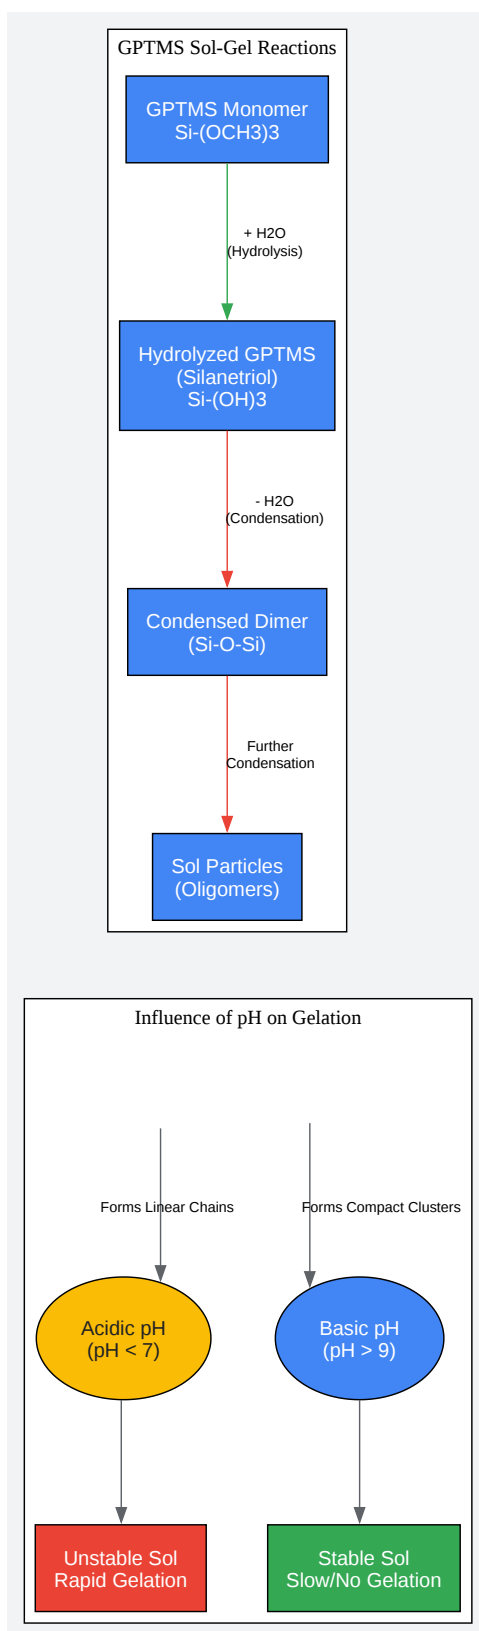 GPTMS Sol-Gel Reactions
GPTMS Monomer
Si-(OCH3)3
+ H2O
(Hydrolysis)
Hydrolyzed GPTMS
(Silanetriol)
Si-(OH)3
- H2O
(Condensation)
Condensed Dimer
(Si-O-Si)
Further
Condensation
Sol Particles
(Oligomers)
Influence of pH on Gelation
Forms Linear Chains
Forms Compact Clusters
Acidic pH
(pH < 7)
Basic pH
(pH > 9)
Unstable Sol
Rapid Gelation
Stable Sol
Slow/No Gelation